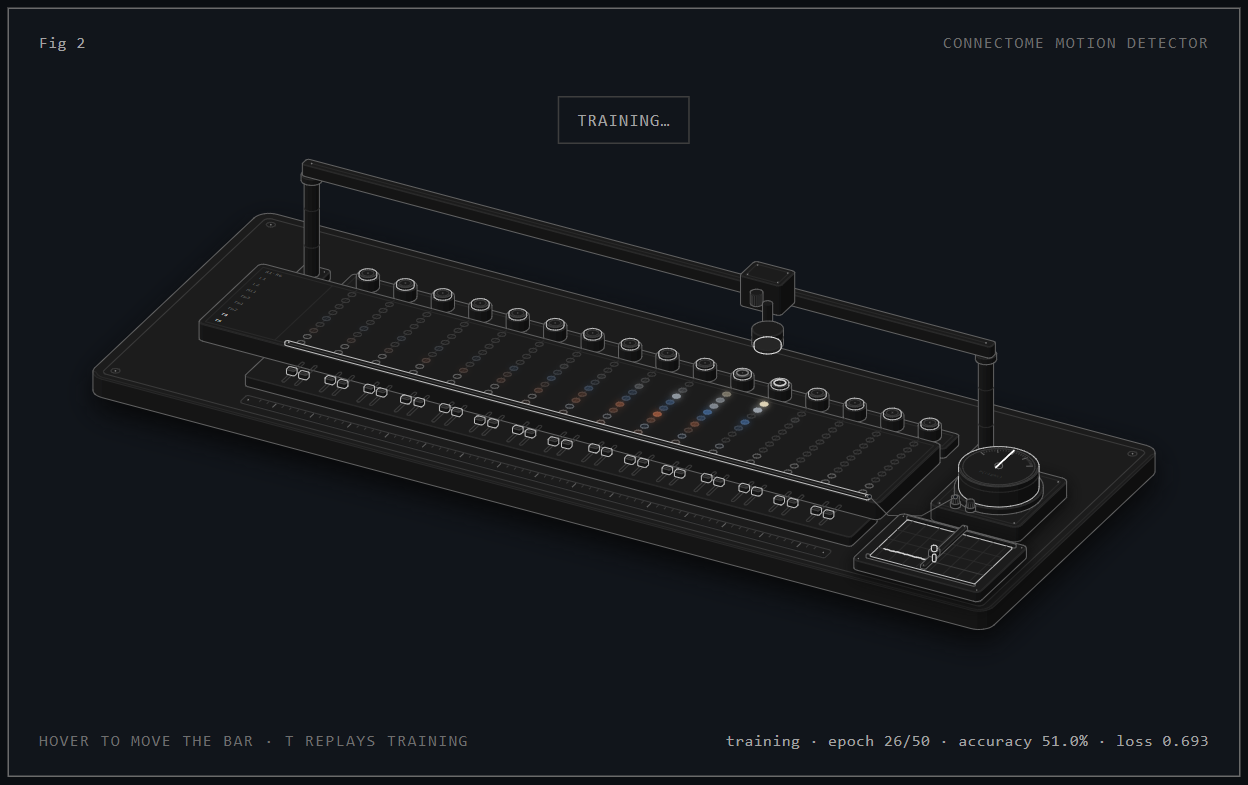 Fig 2
CONNECTOME MOTION DETECTOR
TRAINING…
HOVER TO MOVE THE BAR · T REPLAYS TRAINING
training · epoch 26/50 · accuracy 51.0% · loss 0.693